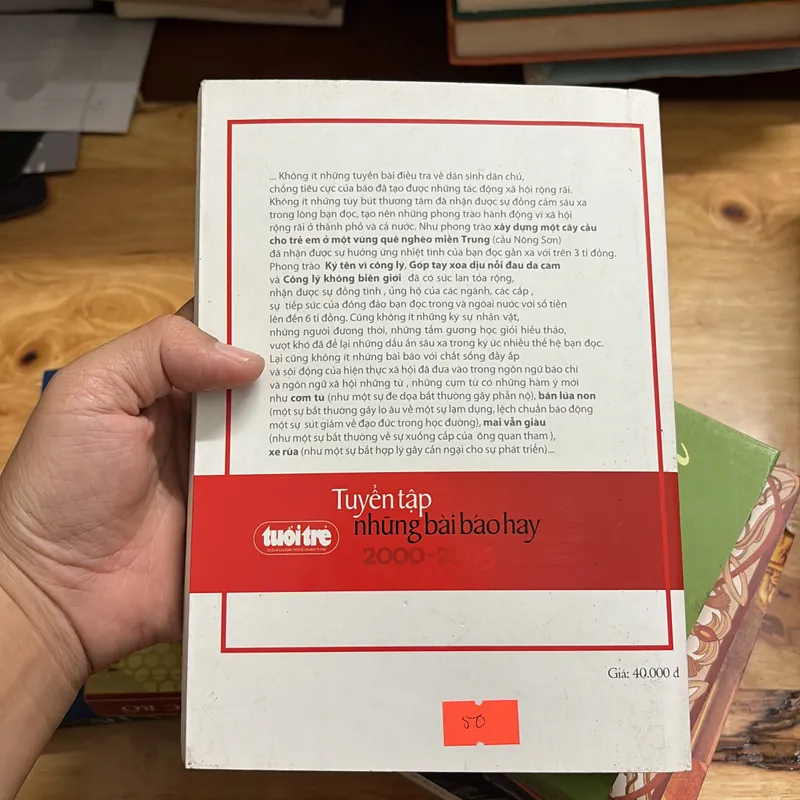 ... Không ít những tuyến bài điều tra về dân sinh dân chủ,
chống tiêu cực của báo đã tạo được những tác động xã hội rộng rãi.
Không ít những tùy bút thương tâm đã nhận được sự đồng cảm sâu xa
trong lòng bạn đọc, tạo nên những phong trào hành động vì xã hội
rộng rãi ở thành phố và cả nước. Như phong trào xây dựng một cây cầu
cho trẻ em ở một vùng quê nghèo miền Trung (cầu Nông Sơn)
đã nhận được sự hưởng ứng nhiệt tình của bạn đọc gần xa với trên 3 tỉ đồng.
Phong trào Ký tên vì công lý, Góp tay xoa dịu nỗi đau da cam
và Công lý không biên giới đã có sức lan tỏa rộng,
nhận được sự đồng tình , ủng hộ của các ngành, các cấp ,
sự tiếp sức của đông đảo bạn đọc trong và ngòai nước với số tiền
lên đến 6 tỉ đồng. Cũng không ít những ký sự nhân vật,
những người đương thời, những tấm gương học giỏi hiếu thảo,
vượt khó đã để lại những dấu ấn sâu xa trong ký ức nhiều thế hệ bạn đọc.
Lại cũng không ít những bài báo với chất sống đầy ắp
và sôi động của hiện thực xã hội đã đưa vào trong ngôn ngữ báo chí
và ngôn ngữ xã hội những từ , những cụm từ có những hàm ý mới
như cơm tù (như một sự đe dọa bất thường gây phẫn nộ), bán lúa non
(một sự bất thường gây lo âu về một sự lạm dụng, lệch chuẩn báo động
một sự sút giảm về đạo đức trong học đường), mai vẫn giàu
(như một sự bất thường về sự xuống cấp của ông quan tham ),
xe rùa (như một sự bất hợp lý gây cản ngại cho sự phát triển)...
Tuyển tập
tuổi trẻ
những bài báo hay
Giá: 40.000 đ
50
C RỒ